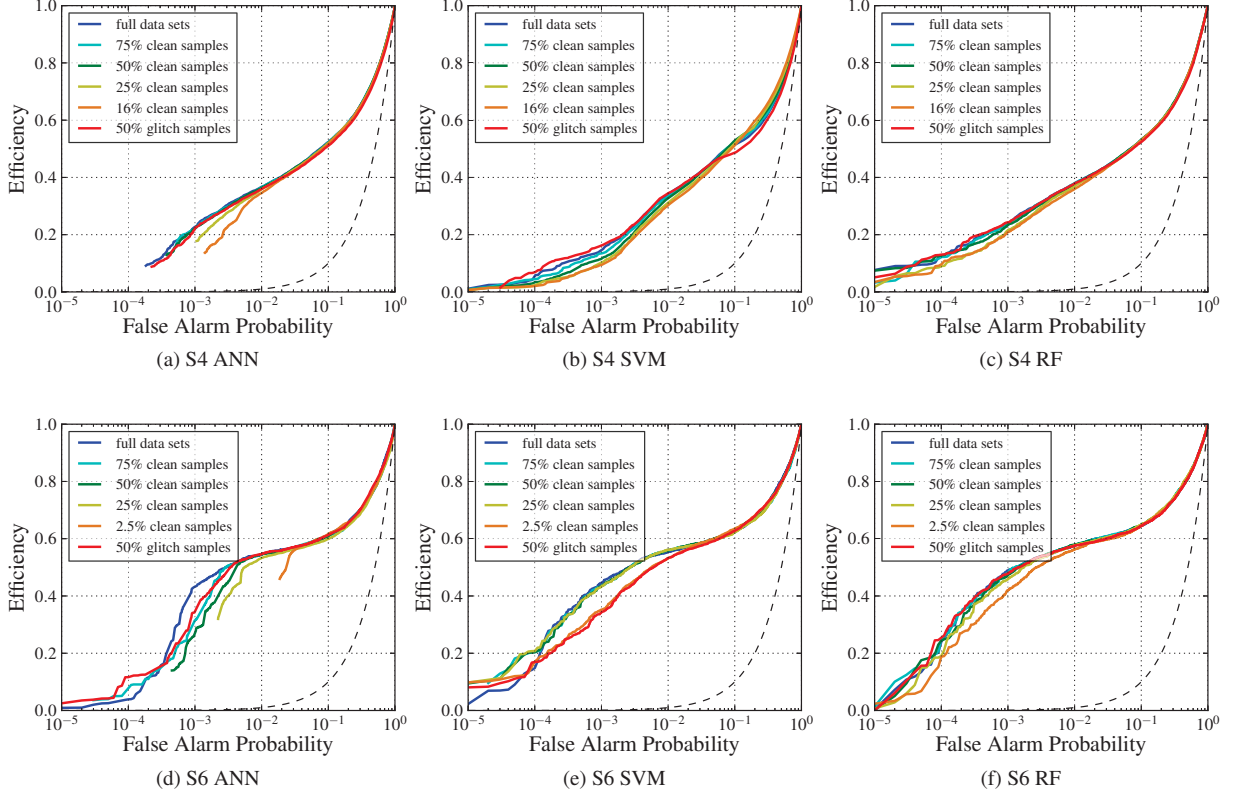 full data sets
75% clean samples
50% clean samples
25% clean samples
16% clean samples
50% glitch samples
Efficiency
1.0
0.8
0.6
0.4
0.2
0.0
10⁻⁵ 10⁻⁴ 10⁻³ 10⁻² 10⁻¹ 10⁰
False Alarm Probability
(a) S4 ANN
full data sets
75% clean samples
50% clean samples
25% clean samples
16% clean samples
50% glitch samples
Efficiency
1.0
0.8
0.6
0.4
0.2
0.0
10⁻⁵ 10⁻⁴ 10⁻³ 10⁻² 10⁻¹ 10⁰
False Alarm Probability
(b) S4 SVM
full data sets
75% clean samples
50% clean samples
25% clean samples
16% clean samples
50% glitch samples
Efficiency
1.0
0.8
0.6
0.4
0.2
0.0
10⁻⁵ 10⁻⁴ 10⁻³ 10⁻² 10⁻¹ 10⁰
False Alarm Probability
(c) S4 RF
full data sets
75% clean samples
50% clean samples
25% clean samples
2.5% clean samples
50% glitch samples
Efficiency
1.0
0.8
0.6
0.4
0.2
0.0
10⁻⁵ 10⁻⁴ 10⁻³ 10⁻² 10⁻¹ 10⁰
False Alarm Probability
(d) S6 ANN
full data sets
75% clean samples
50% clean samples
25% clean samples
2.5% clean samples
50% glitch samples
Efficiency
1.0
0.8
0.6
0.4
0.2
0.0
10⁻⁵ 10⁻⁴ 10⁻³ 10⁻² 10⁻¹ 10⁰
False Alarm Probability
(e) S6 SVM
full data sets
75% clean samples
50% clean samples
25% clean samples
2.5% clean samples
50% glitch samples
Efficiency
1.0
0.8
0.6
0.4
0.2
0.0
10⁻⁵ 10⁻⁴ 10⁻³ 10⁻² 10⁻¹ 10⁰
False Alarm Probability
(f) S6 RF